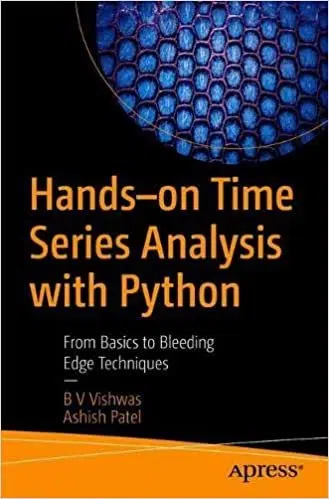 Hands–on Time
Series Analysis
with Python
From Basics to Bleeding
Edge Techniques
B V Vishwas
Ashish Patel
Apress®